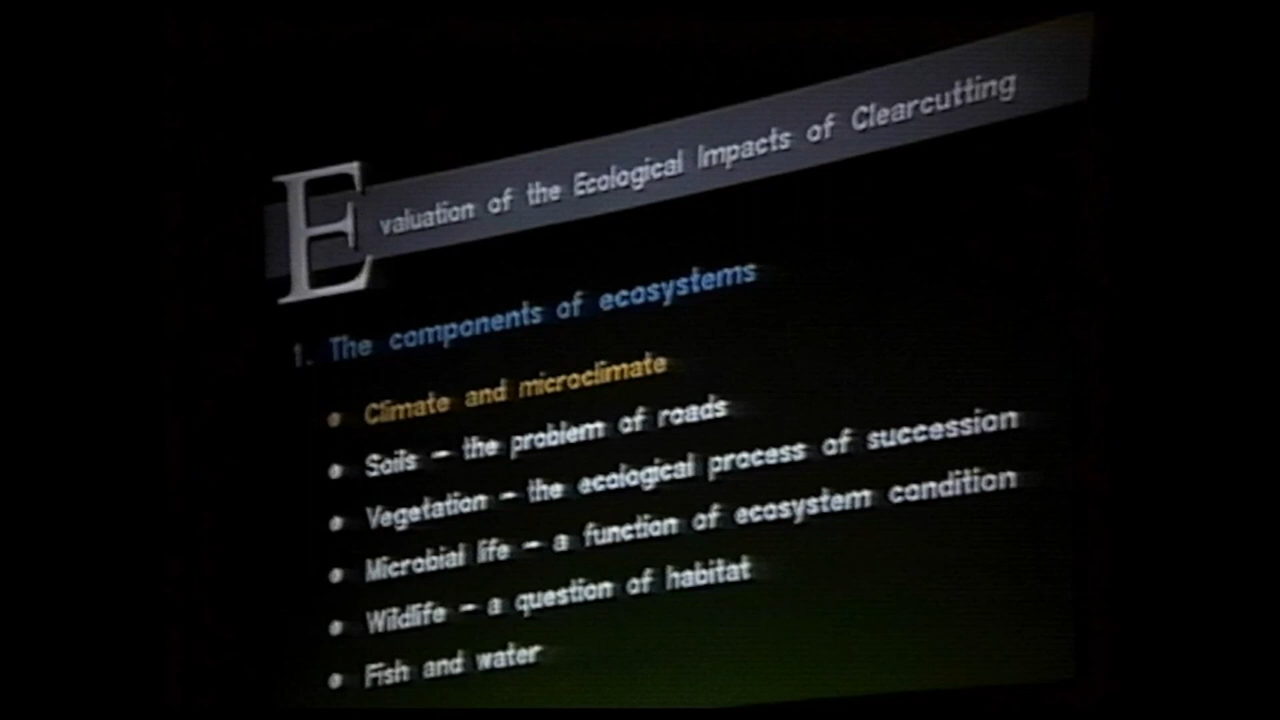 Evaluation of the Ecological Impacts of Clearcutting
1. The components of ecosystems
• Climate and microclimate
• Soils – the problem of roads
• Vegetation – the ecological process of succession
• Microbial life – a function of ecosystem condition
• Wildlife – a question of habitat
• Fish and water